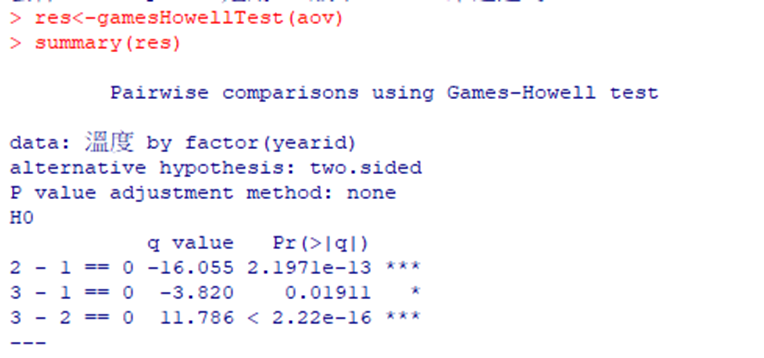 > res<-gamesHowellTest(aov)
> summary(res)
Pairwise comparisons using Games-Howell test
data: 溫度 by factor(yearid)
alternative hypothesis: two.sided
P value adjustment method: none
H0
q value Pr(>|q|)
2 - 1 == 0 -16.055 2.1971e-13 ***
3 - 1 == 0 -3.820 0.01911 *
3 - 2 == 0 11.786 < 2.22e-16 ***
---